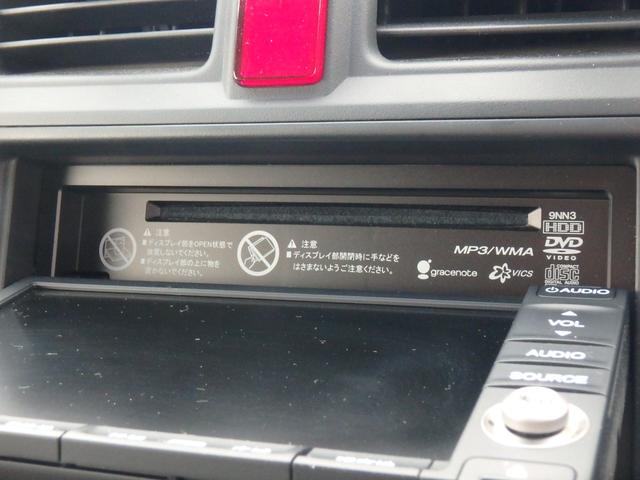 9NN3
HDD
DVD
VIDEO
disc
DIGITAL AUDIO
MP3/WMA
gracenote
VICS
注意
■ディスプレイ部をOPEN状態で
放置しないでください。
■ディスプレイ部の上に物を
置かないでください。
注意
■ディスプレイ部開閉時に手などを
はさまないようご注意ください。
AUDIO
VOL
AUDIO
SOURCE